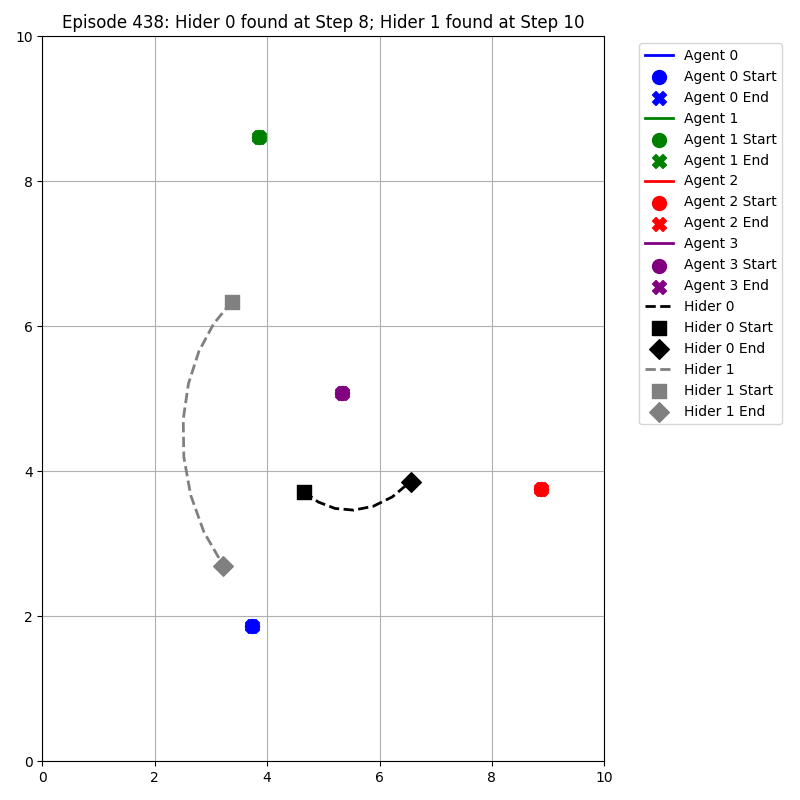 Episode 438: Hider 0 found at Step 8; Hider 1 found at Step 10
10
8
6
4
2
0
0 2 4 6 8 10
Agent 0
Agent 0 Start
Agent 0 End
Agent 1
Agent 1 Start
Agent 1 End
Agent 2
Agent 2 Start
Agent 2 End
Agent 3
Agent 3 Start
Agent 3 End
Hider 0
Hider 0 Start
Hider 0 End
Hider 1
Hider 1 Start
Hider 1 End